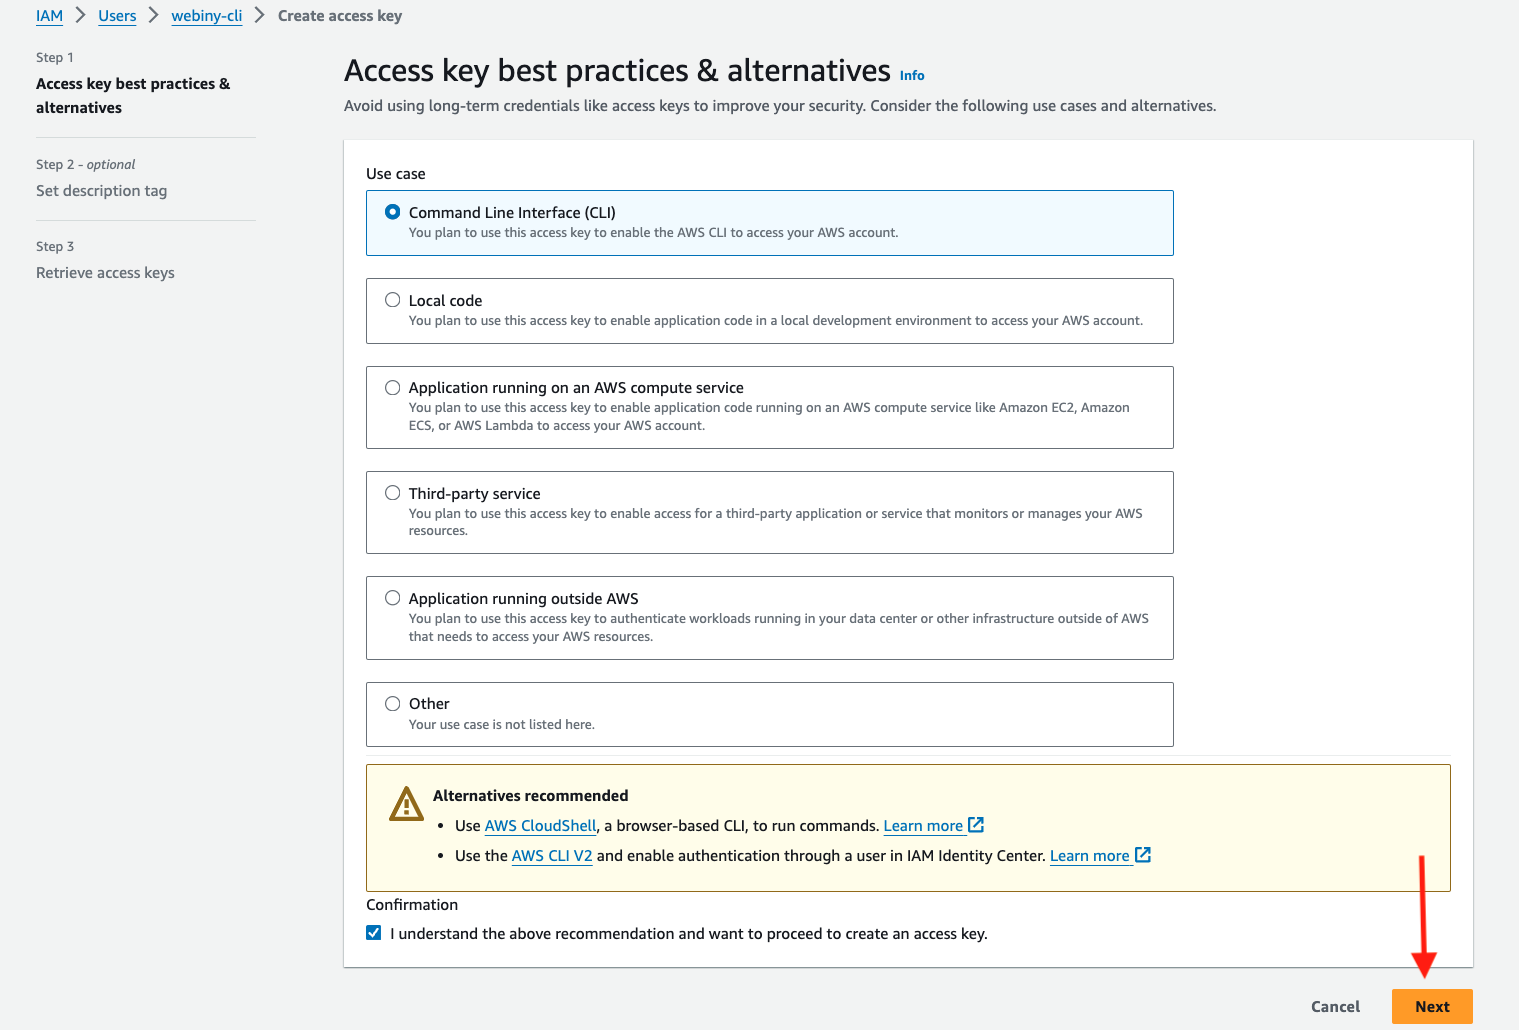 IAM > Users > webiny-cli > Create access key
Step 1
Access key best practices &
alternatives
Step 2 - optional
Set description tag
Step 3
Retrieve access keys
Access key best practices & alternatives Info
Avoid using long-term credentials like access keys to improve your security. Consider the following use cases and alternatives.
Use case
Command Line Interface (CLI)
You plan to use this access key to enable the AWS CLI to access your AWS account.
Local code
You plan to use this access key to enable application code in a local development environment to access your AWS account.
Application running on an AWS compute service
You plan to use this access key to enable application code running on an AWS compute service like Amazon EC2, Amazon
ECS, or AWS Lambda to access your AWS account.
Third-party service
You plan to use this access key to enable access for a third-party application or service that monitors or manages your AWS
resources.
Application running outside AWS
You plan to use this access key to authenticate workloads running in your data center or other infrastructure outside of AWS
that needs to access your AWS resources.
Other
Your use case is not listed here.
Alternatives recommended
• Use AWS CloudShell, a browser-based CLI, to run commands. Learn more
• Use the AWS CLI V2 and enable authentication through a user in IAM Identity Center. Learn more
Confirmation
I understand the above recommendation and want to proceed to create an access key.
Cancel
Next